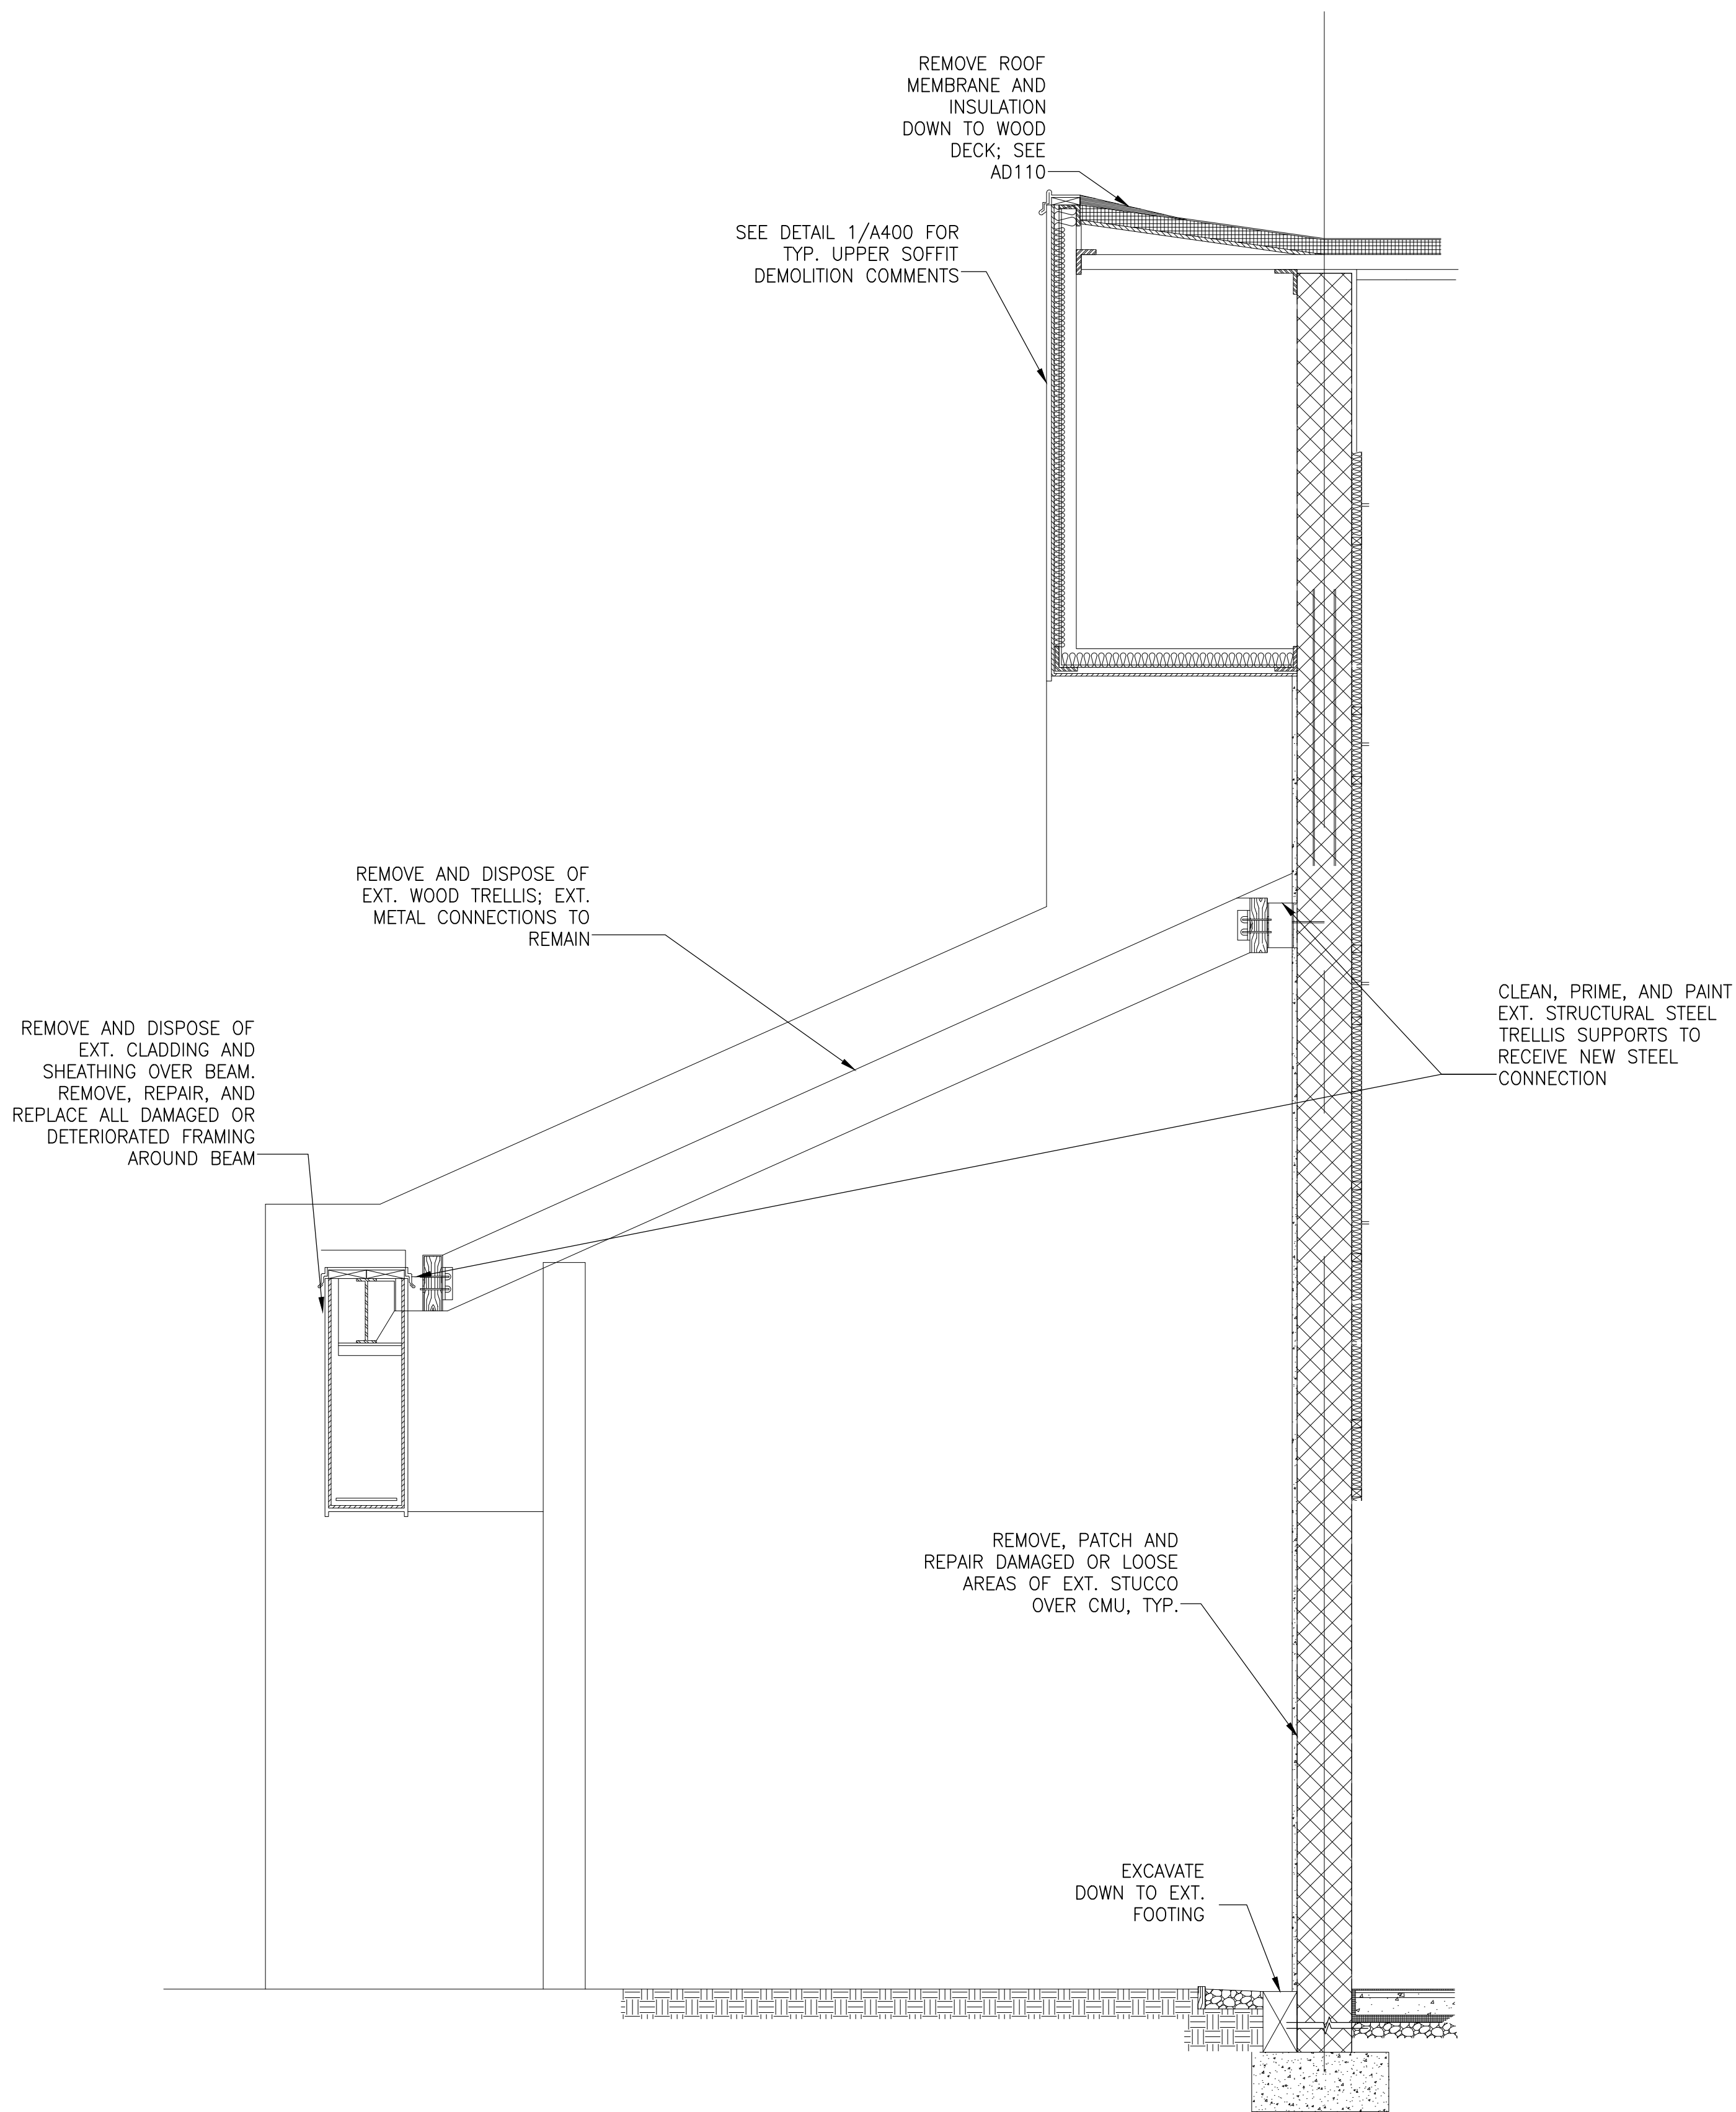 REMOVE ROOF
MEMBRANE AND
INSULATION
DOWN TO WOOD
DECK; SEE
AD110
SEE DETAIL 1/A400 FOR
TYP. UPPER SOFFIT
DEMOLITION COMMENTS
REMOVE AND DISPOSE OF
EXT. WOOD TRELLIS; EXT.
METAL CONNECTIONS TO
REMAIN
CLEAN, PRIME, AND PAINT
EXT. STRUCTURAL STEEL
TRELLIS SUPPORTS TO
RECEIVE NEW STEEL
CONNECTION
REMOVE AND DISPOSE OF
EXT. CLADDING AND
SHEATHING OVER BEAM.
REMOVE, REPAIR, AND
REPLACE ALL DAMAGED OR
DETERIORATED FRAMING
AROUND BEAM
REMOVE, PATCH AND
REPAIR DAMAGED OR LOOSE
AREAS OF EXT. STUCCO
OVER CMU, TYP.
EXCAVATE
DOWN TO EXT.
FOOTING